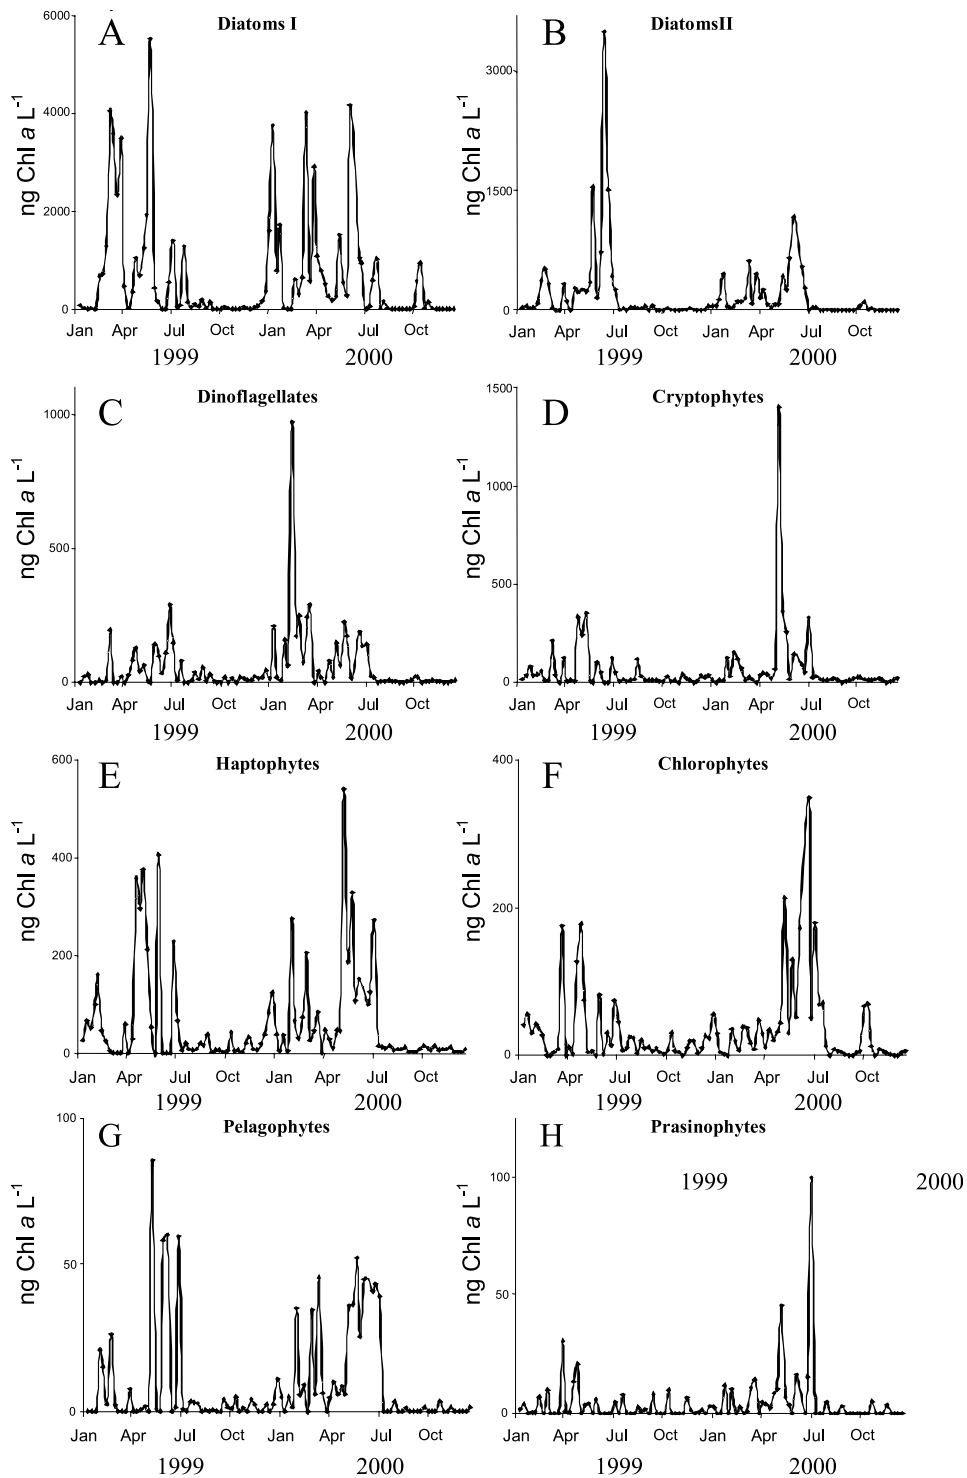 A Diatoms I
6000
4000
2000
0
ng Chl a L⁻¹
Jan Apr Jul Oct Jan Apr Jul Oct
1999 2000
B DiatomsII
3000
1500
0
ng Chl a L⁻¹
Jan Apr Jul Oct Jan Apr Jul Oct
1999 2000
C Dinoflagellates
1000
500
0
ng Chl a L⁻¹
Jan Apr Jul Oct Jan Apr Jul Oct
1999 2000
D Cryptophytes
1500
1000
500
0
ng Chl a L⁻¹
Jan Apr Jul Oct Jan Apr Jul Oct
1999 2000
E Haptophytes
600
400
200
0
ng Chl a L⁻¹
Jan Apr Jul Oct Jan Apr Jul Oct
1999 2000
F Chlorophytes
400
200
0
ng Chl a L⁻¹
Jan Apr Jul Oct Jan Apr Jul Oct
1999 2000
G Pelagophytes
100
50
0
ng Chl a L⁻¹
Jan Apr Jul Oct Jan Apr Jul Oct
1999 2000
H Prasinophytes
1999 2000
100
50
0
ng Chl a L⁻¹
Jan Apr Jul Oct Jan Apr Jul Oct
1999 2000